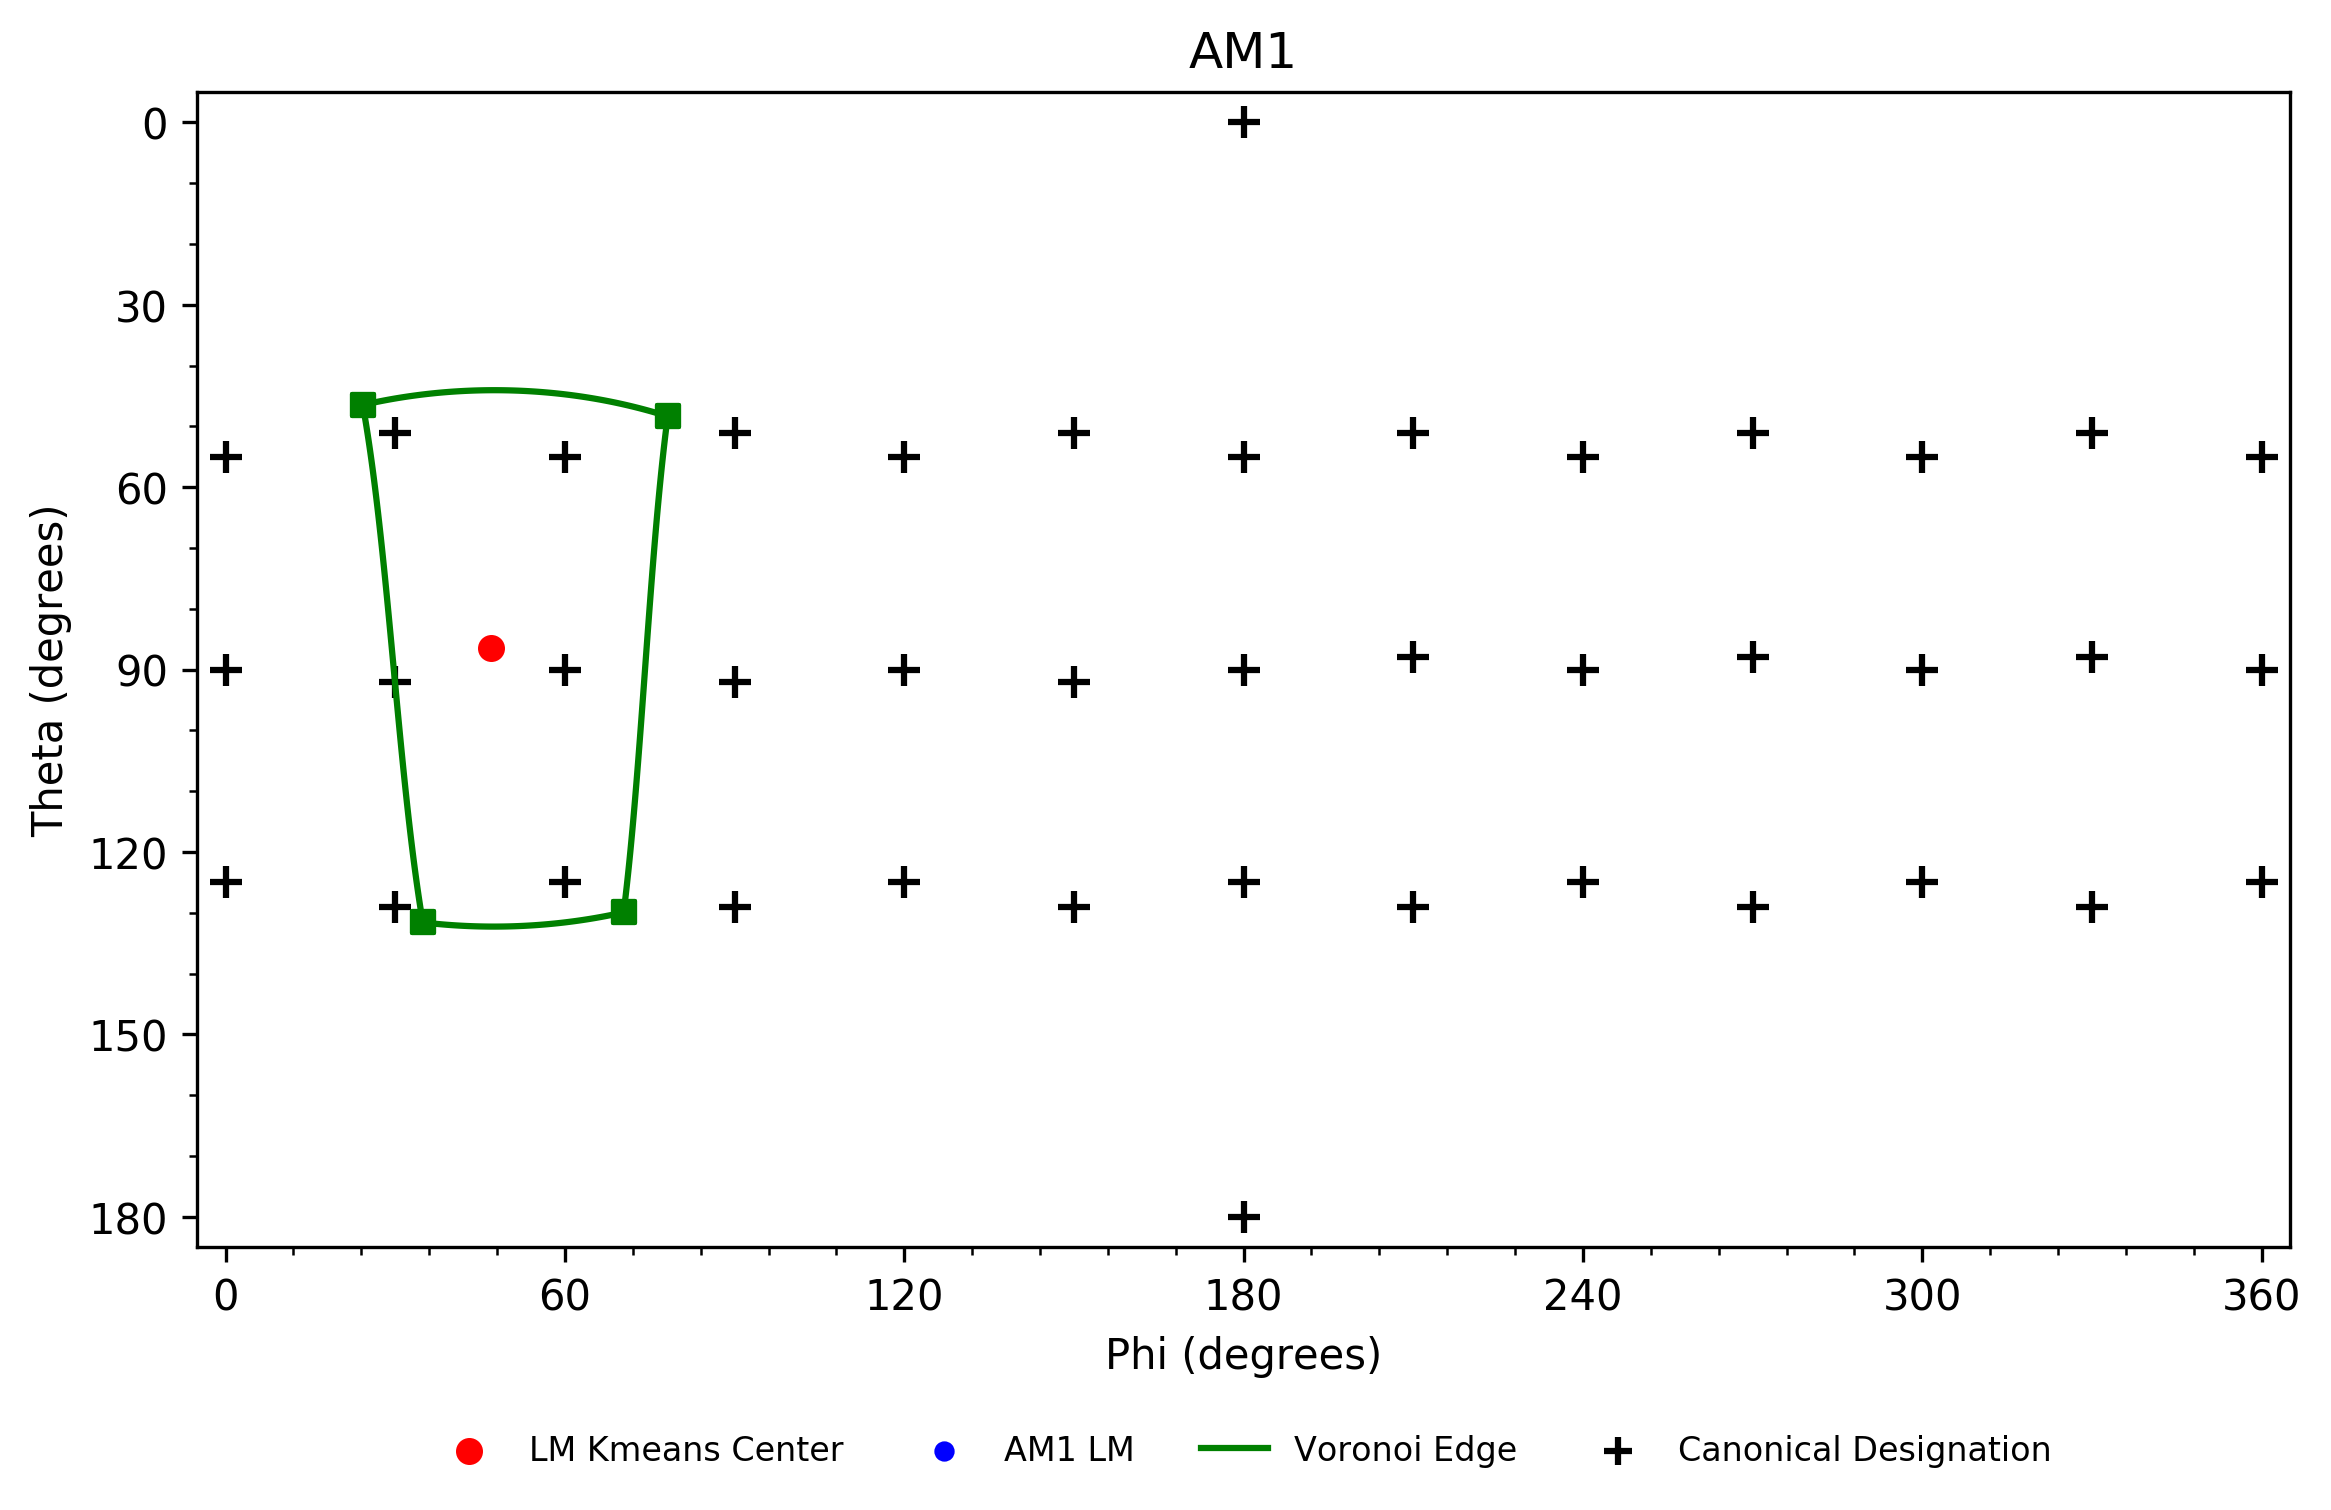 AM1
0
30
60
90
120
150
180
Theta (degrees)
0 60 120 180 240 300 360
Phi (degrees)
LM Kmeans Center AM1 LM Voronoi Edge Canonical Designation